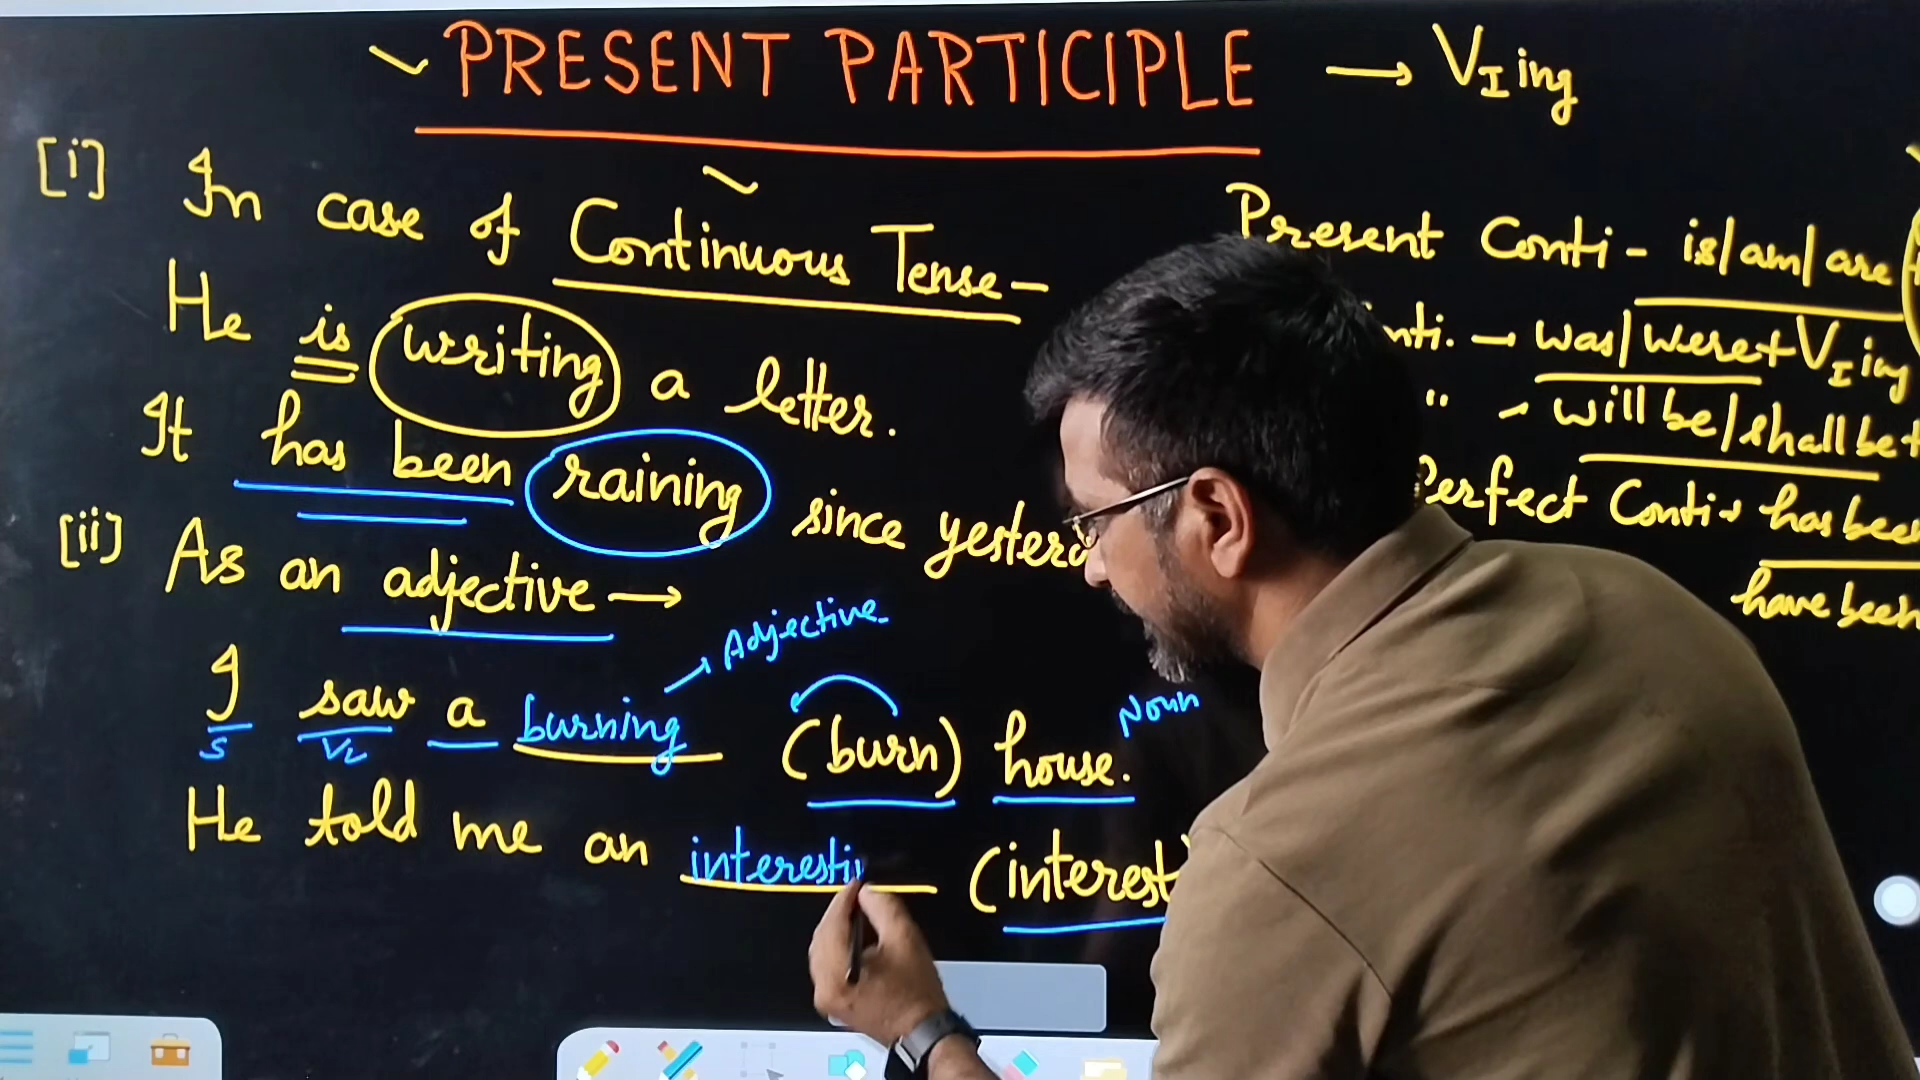 PRESENT PARTICIPLE → VI ing
[i] In case of Continuous Tense -
He is writing a letter.
It has been raining since
[ii] As an adjective →
Adjective
I saw a burning (burn) house.
S V2 Noun
He told me an interesti (interest
Present Conti - is/am/are
→ was/were + VI ing
" → will be/shall be +
Perfect Conti → has been
have been